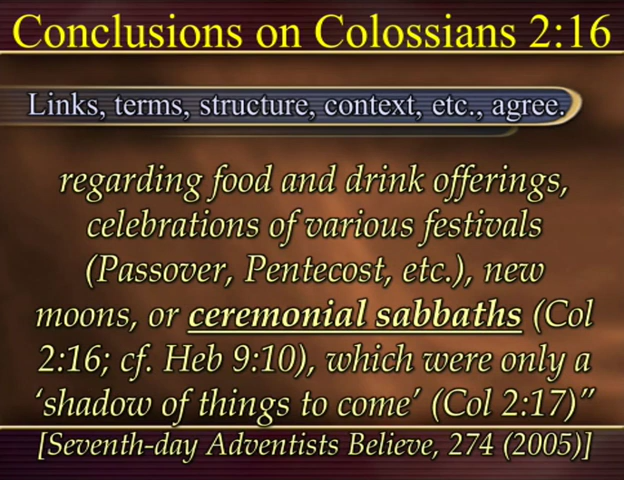 Conclusions on Colossians 2:16
Links, terms, structure, context, etc., agree.
regarding food and drink offerings,
celebrations of various festivals
(Passover, Pentecost, etc.), new
moons, or ceremonial sabbaths (Col
2:16; cf. Heb 9:10), which were only a
‘shadow of things to come’ (Col 2:17)”
[Seventh-day Adventists Believe, 274 (2005)]